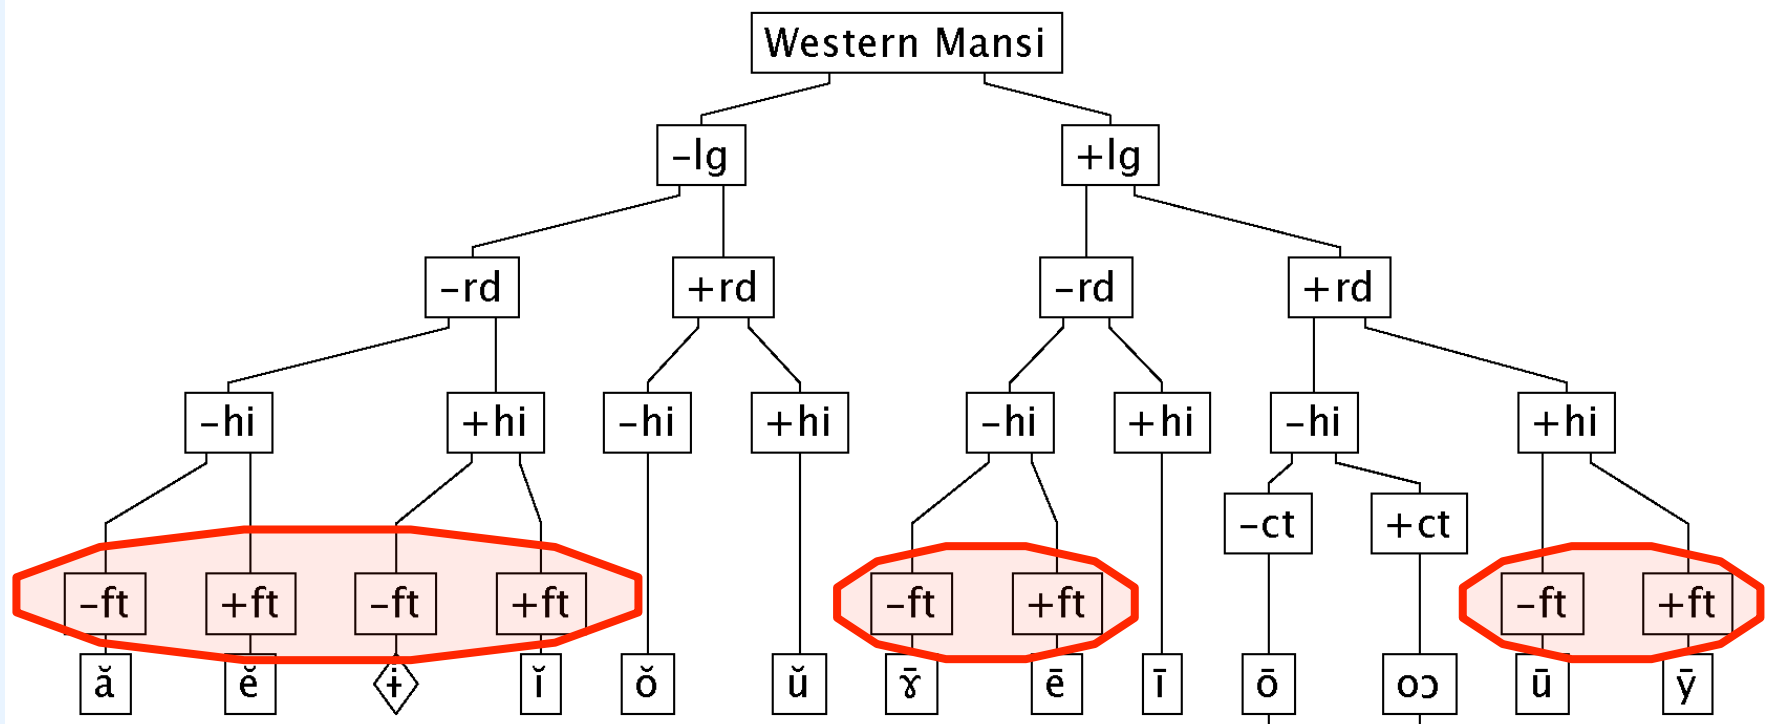 Western Mansi
–lg +lg
–rd +rd –rd +rd
–hi +hi –hi +hi –hi +hi –hi +hi
–ct +ct
–ft +ft –ft +ft –ft +ft –ft +ft
ă ĕ ɨ ĭ ŏ ŭ ɤ̄ ē ī ō oɔ ū ȳ